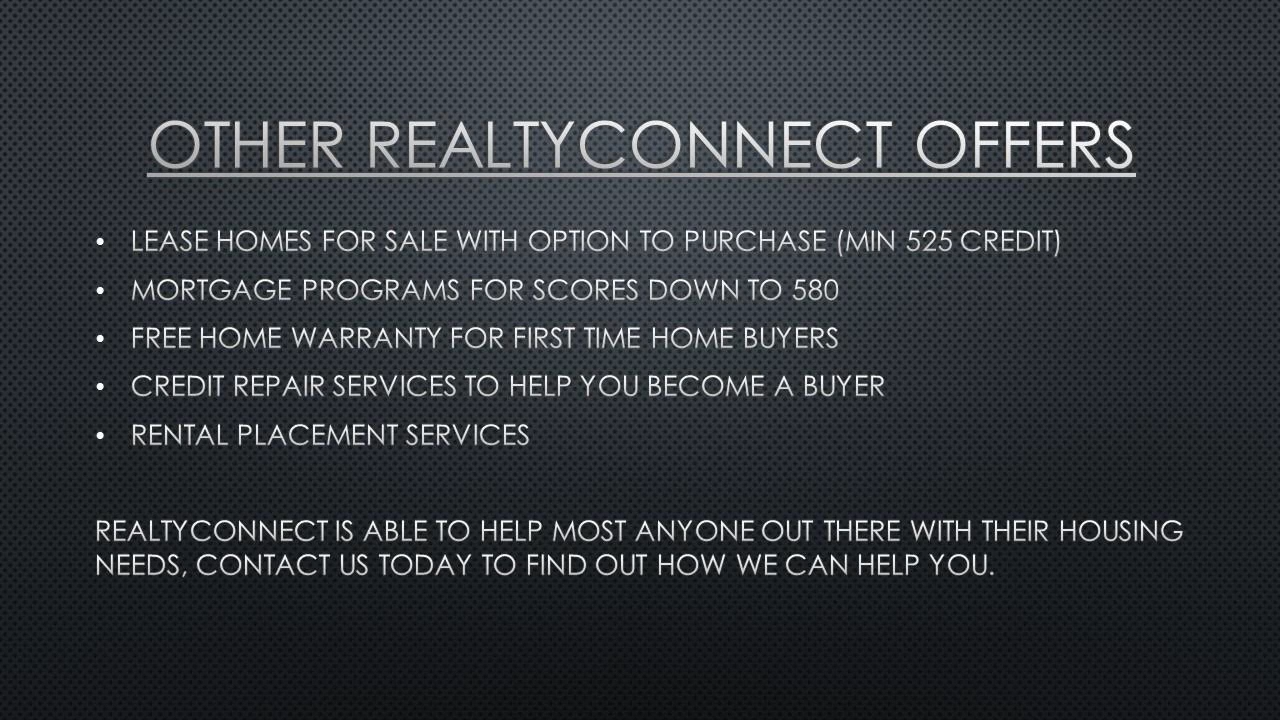 OTHER REALTYCONNECT OFFERS
• LEASE HOMES FOR SALE WITH OPTION TO PURCHASE (MIN 525 CREDIT)
• MORTGAGE PROGRAMS FOR SCORES DOWN TO 580
• FREE HOME WARRANTY FOR FIRST TIME HOME BUYERS
• CREDIT REPAIR SERVICES TO HELP YOU BECOME A BUYER
• RENTAL PLACEMENT SERVICES
REALTYCONNECT IS ABLE TO HELP MOST ANYONE OUT THERE WITH THEIR HOUSING
NEEDS, CONTACT US TODAY TO FIND OUT HOW WE CAN HELP YOU.